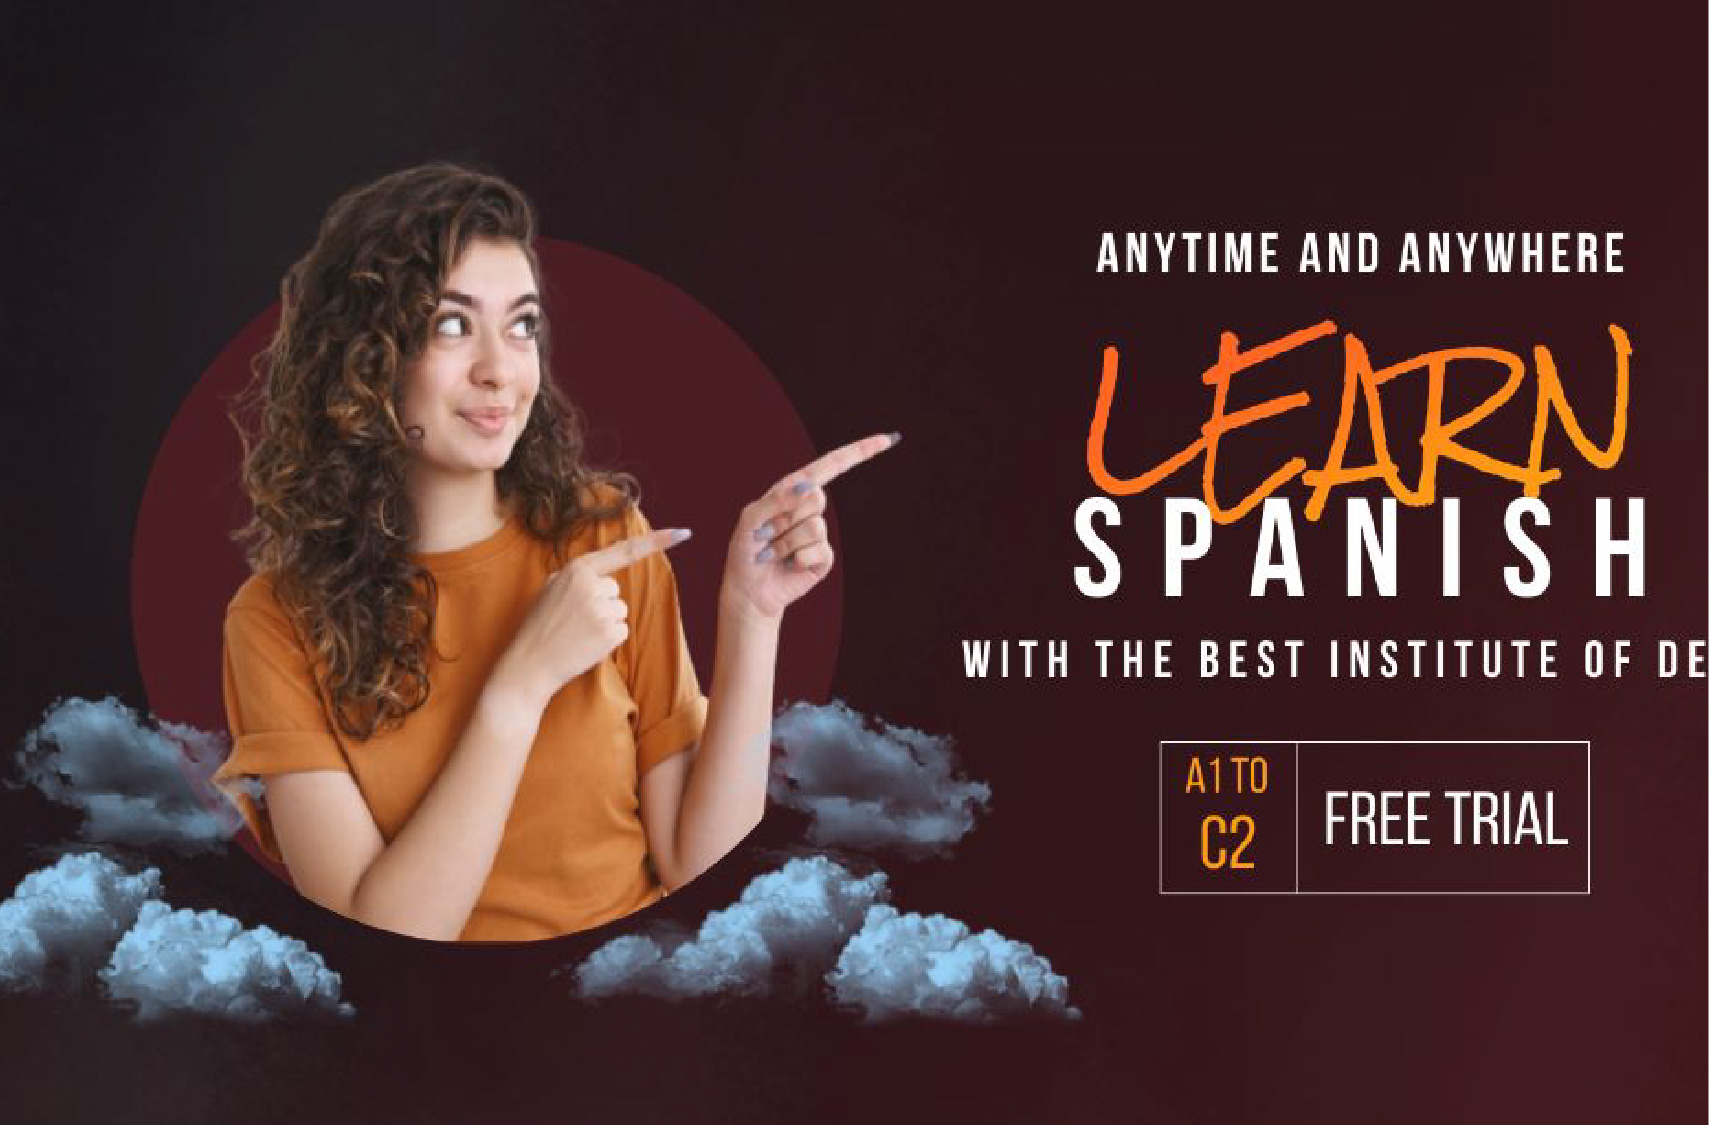 ANYTIME AND ANYWHERE
LEARN
SPANISH
WITH THE BEST INSTITUTE OF DE
A1 TO
C2
FREE TRIAL